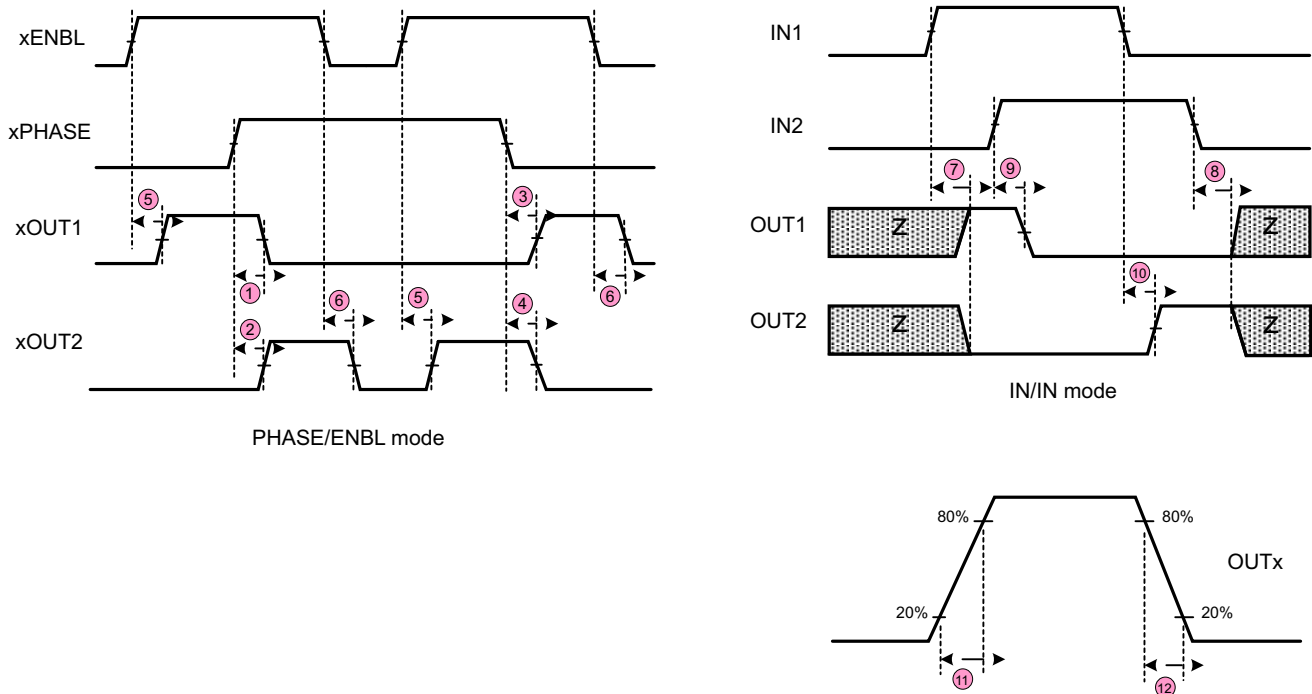 xENBL
xPHASE
5
3
xOUT1
1
6
5
4
6
2
xOUT2
PHASE/ENBL mode
IN1
IN2
7
9
8
OUT1
Z
Z
10
OUT2
Z
Z
IN/IN mode
80%
80%
OUTx
20%
20%
11
12